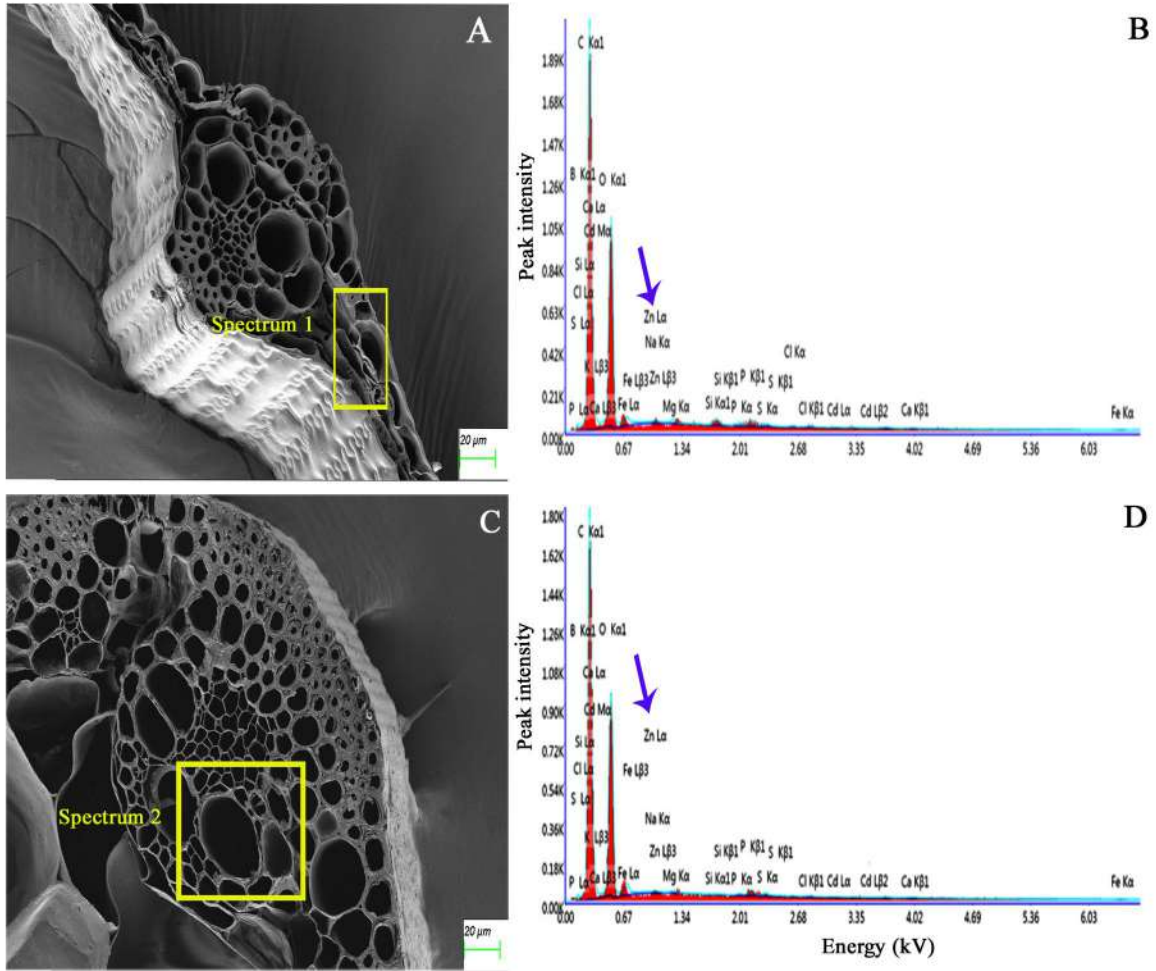 A
Spectrum 1
20 µm
B
Peak intensity
1.89K
1.68K
1.47K
1.26K
1.05K
0.84K
0.63K
0.42K
0.21K
0.00K
C Kα1
B Kα1 O Kα1
Ca Lα
Cd Mα
Si Lα
Cl Lα
S Lα
Zn Lα
Na Kα
Cl Kα
K Lβ3
Fe Lβ3 Zn Lβ3 Si Kβ1 P Kβ1 S Kβ1
P Lα Ca Lβ3 Fe Lα Mg Kα Si Kα1 P Kα S Kα Cl Kβ1 Cd Lα Cd Lβ2 Ca Kβ1 Fe Kα
0.00 0.67 1.34 2.01 2.68 3.35 4.02 4.69 5.36 6.03
C
Spectrum 2
20 µm
D
Peak intensity
1.80K
1.62K
1.44K
1.26K
1.08K
0.90K
0.72K
0.54K
0.36K
0.18K
0.00K
C Kα1
B Kα1 O Kα1
Ca Lα
Cd Mα
Zn Lα
Si Lα
Cl Lα Fe Lβ3
S Lα
Na Kα
K Lβ3
Zn Lβ3 Si Kβ1 P Kβ1 S Kβ1
P Lα Ca Lβ3 Fe Lα Mg Kα Si Kα1 P Kα S Kα Cl Kβ1 Cd Lα Cd Lβ2 Ca Kβ1 Fe Kα
0.00 0.67 1.34 2.01 2.68 3.35 4.02 4.69 5.36 6.03
Energy (kV)